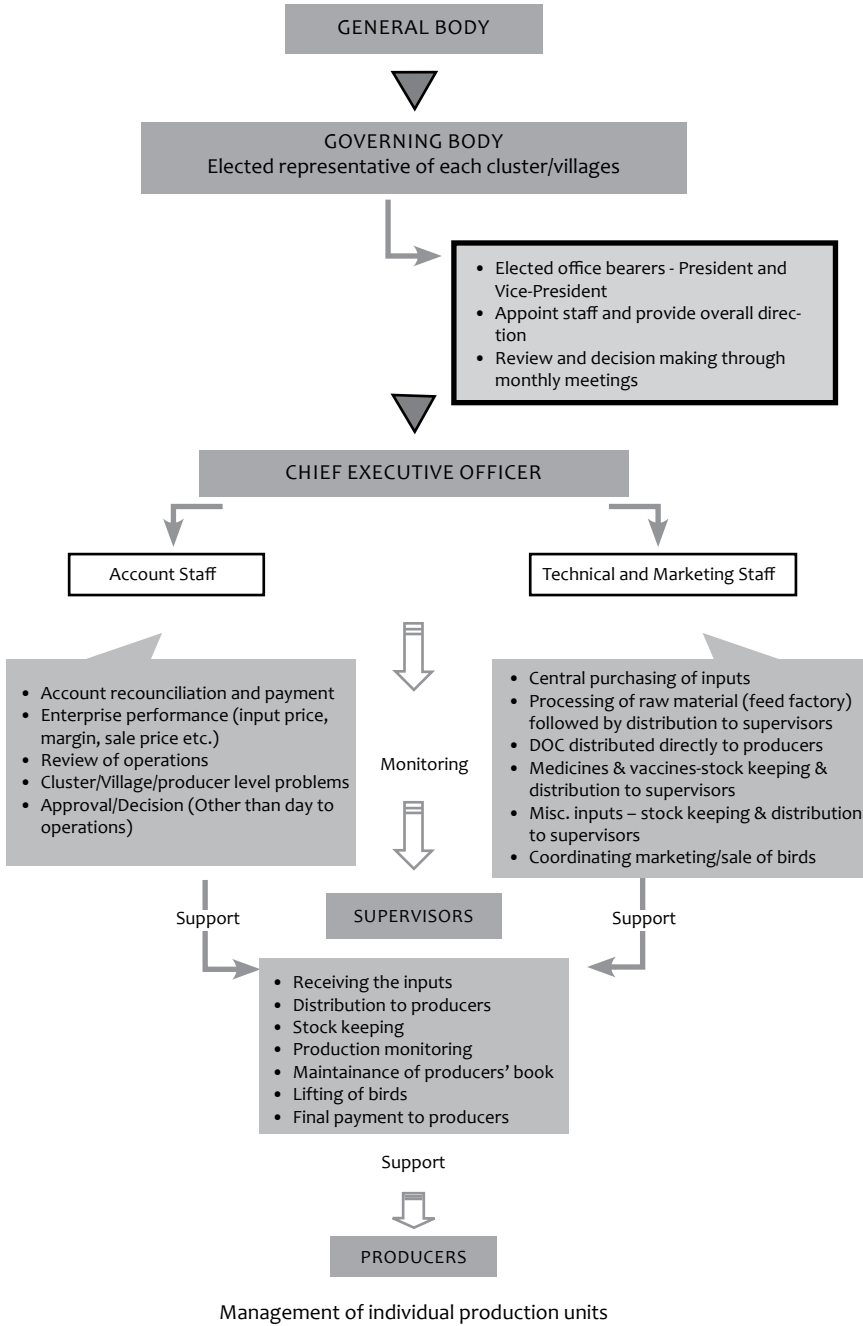 GENERAL BODY
GOVERNING BODY
Elected representative of each cluster/villages
• Elected office bearers - President and
Vice-President
• Appoint staff and provide overall direc-
tion
• Review and decision making through
monthly meetings
CHIEF EXECUTIVE OFFICER
Account Staff
Technical and Marketing Staff
• Account recounciliation and payment
• Enterprise performance (input price,
margin, sale price etc.)
• Review of operations
• Cluster/Village/producer level problems
• Approval/Decision (Other than day to
operations)
Monitoring
• Central purchasing of inputs
• Processing of raw material (feed factory)
followed by distribution to supervisors
• DOC distributed directly to producers
• Medicines & vaccines-stock keeping &
distribution to supervisors
• Misc. inputs – stock keeping & distribution
to supervisors
• Coordinating marketing/sale of birds
Support
SUPERVISORS
Support
• Receiving the inputs
• Distribution to producers
• Stock keeping
• Production monitoring
• Maintainance of producers’ book
• Lifting of birds
• Final payment to producers
Support
PRODUCERS
Management of individual production units